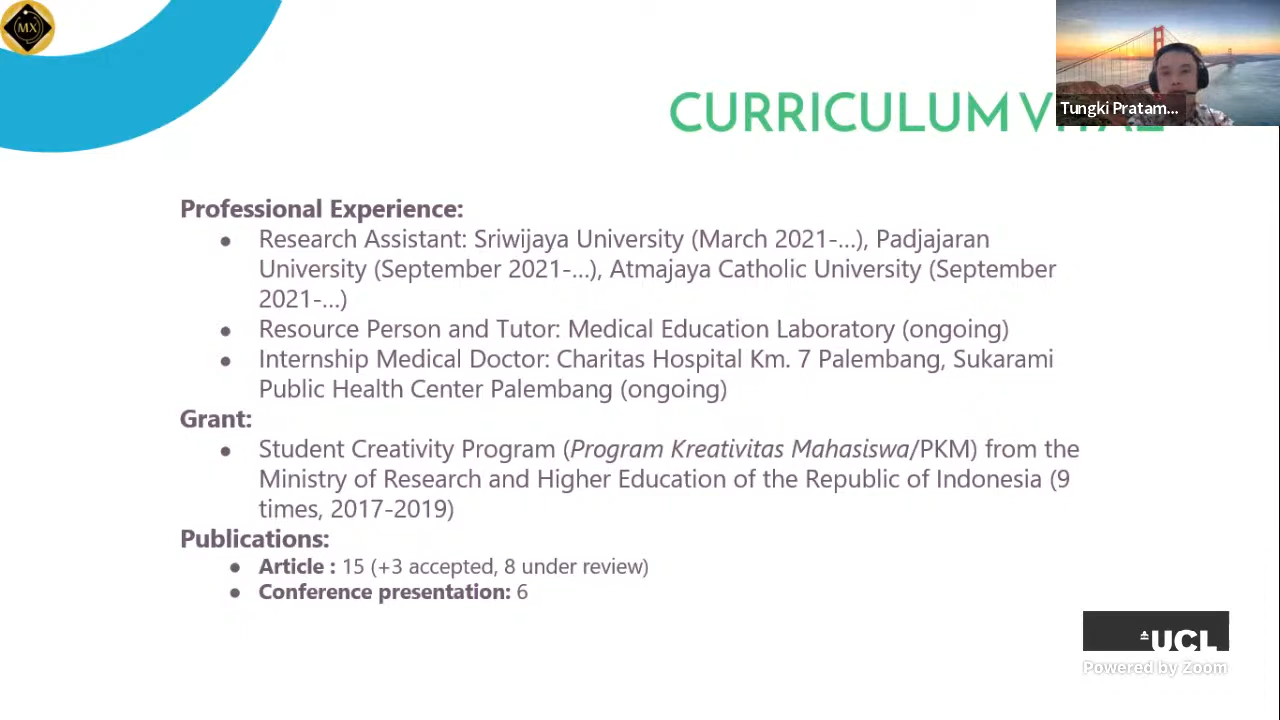 MX
CURRICULUM
Tungki Pratam...
Professional Experience:
● Research Assistant: Sriwijaya University (March 2021-...), Padjajaran
University (September 2021-...), Atmajaya Catholic University (September
2021-...)
● Resource Person and Tutor: Medical Education Laboratory (ongoing)
● Internship Medical Doctor: Charitas Hospital Km. 7 Palembang, Sukarami
Public Health Center Palembang (ongoing)
Grant:
● Student Creativity Program (Program Kreativitas Mahasiswa/PKM) from the
Ministry of Research and Higher Education of the Republic of Indonesia (9
times, 2017-2019)
Publications:
● Article : 15 (+3 accepted, 8 under review)
● Conference presentation: 6
UCL
Powered by Zoom